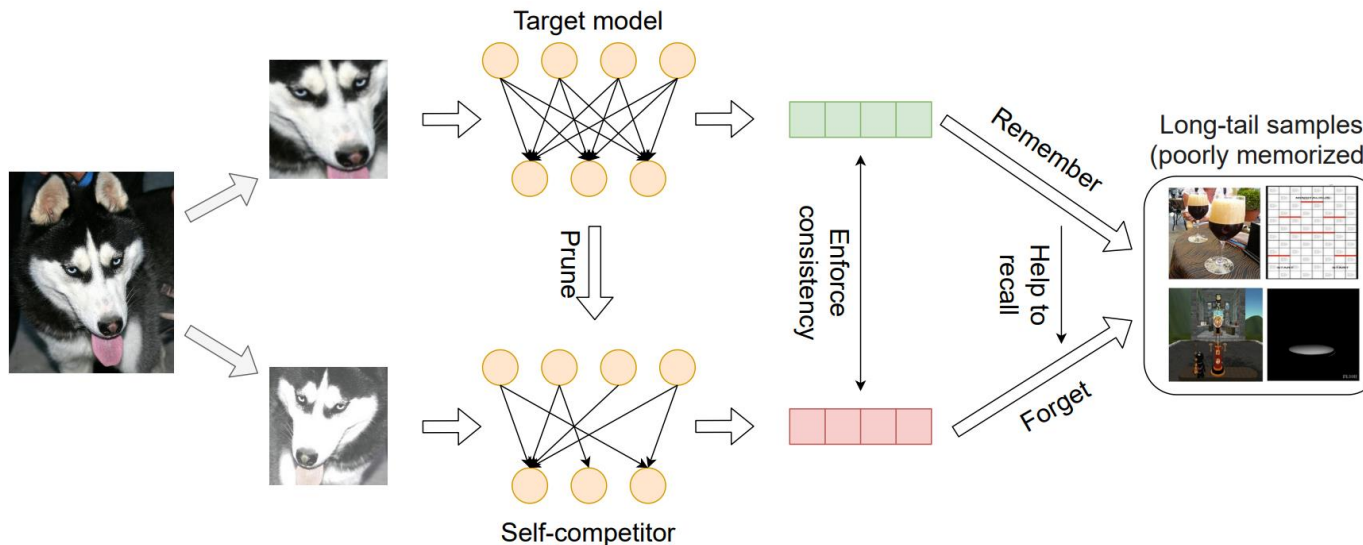 Target model
Long-tail samples
(poorly memorized
Remember
Prune
Enforce
consistency
Help to
recall
Forget
Self-competitor